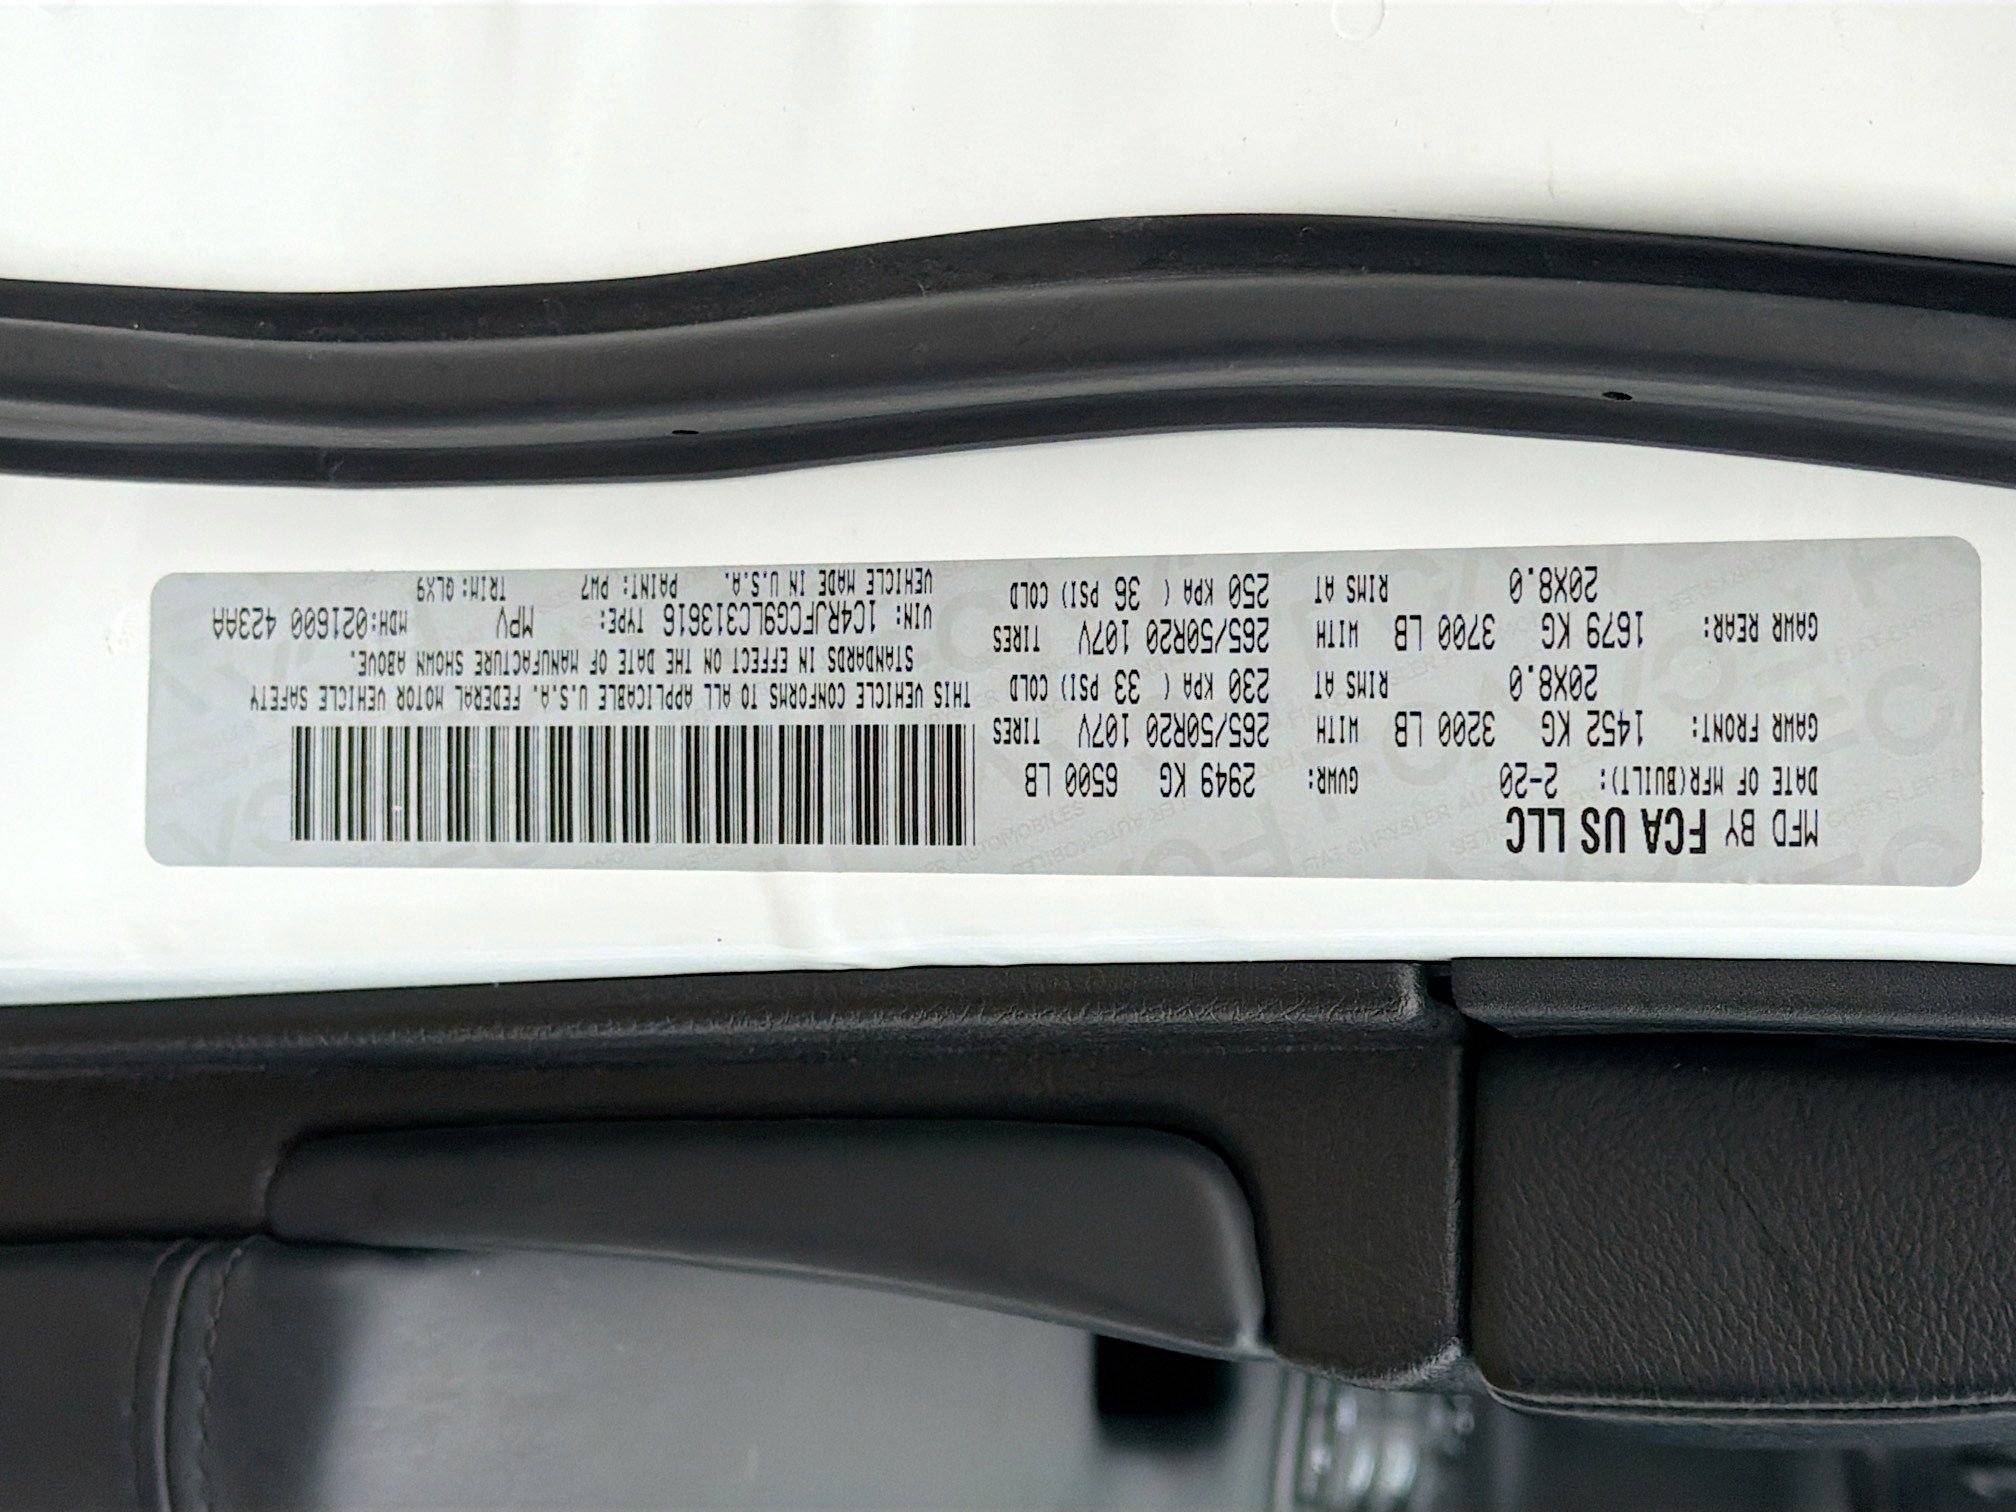 MFD BY FCA US LLC
DATE OF MFR(BUILT): 2-20 GVWR: 2949 KG 6500 LB
GAWR FRONT: 1452 KG 3200 LB WITH 265/50R20 107V TIRES
20X8.0 RIMS AT 230 KPA ( 33 PSI) COLD
GAWR REAR: 1679 KG 3700 LB WITH 265/50R20 107V TIRES
20X8.0 RIMS AT 250 KPA ( 36 PSI) COLD
THIS VEHICLE CONFORMS TO ALL APPLICABLE U.S.A. FEDERAL MOTOR VEHICLE SAFETY
STANDARDS IN EFFECT ON THE DATE OF MANUFACTURE SHOWN ABOVE.
VIN: 1C4RJFCG9LC313616 TYPE: MPV MDH:021600 423AA
VEHICLE MADE IN U.S.A. PAINT: PW7 TRIM:GLX9